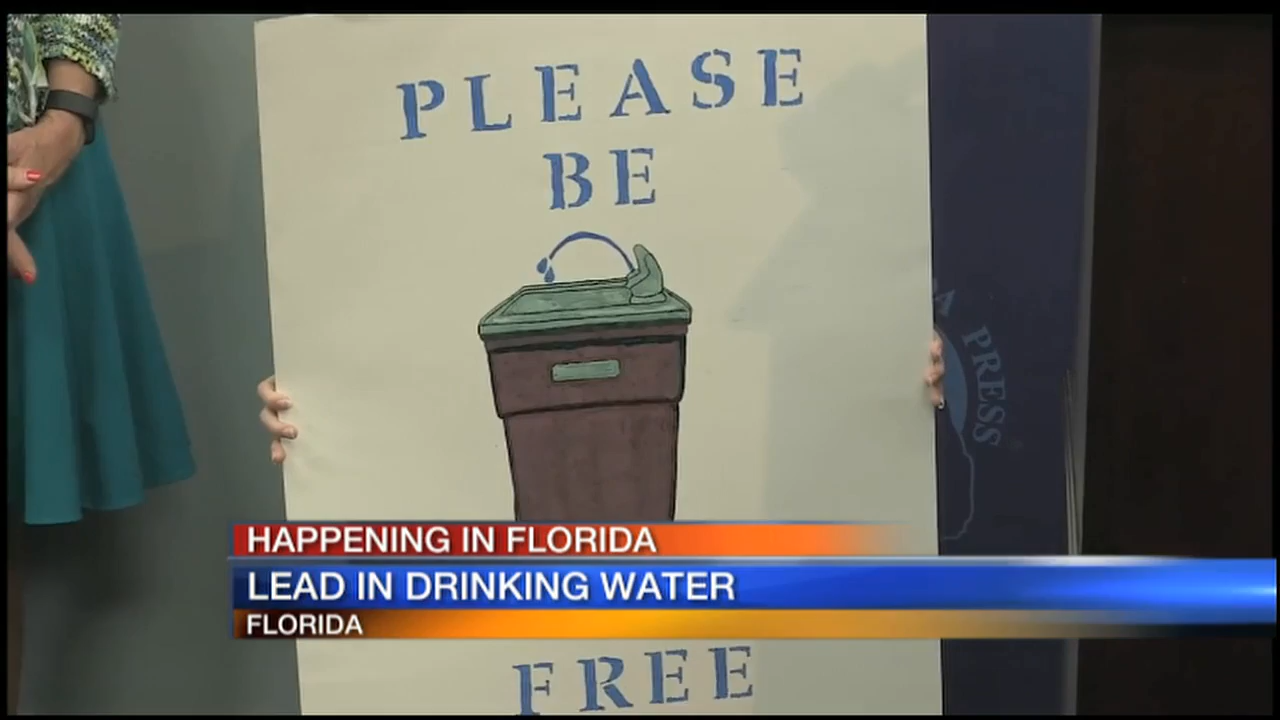 PLEASE
BE
PRESS
HAPPENING IN FLORIDA
LEAD IN DRINKING WATER
FLORIDA
FREE